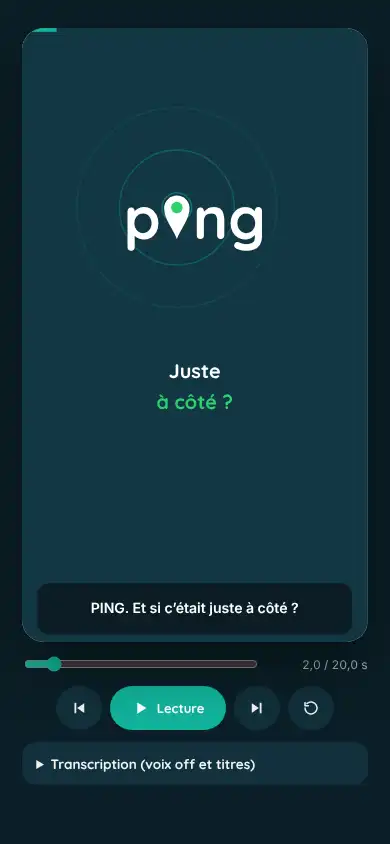 ping
Juste
à côté ?
PING. Et si c’était juste à côté ?
2,0 / 20,0 s
Lecture
Transcription (voix off et titres)